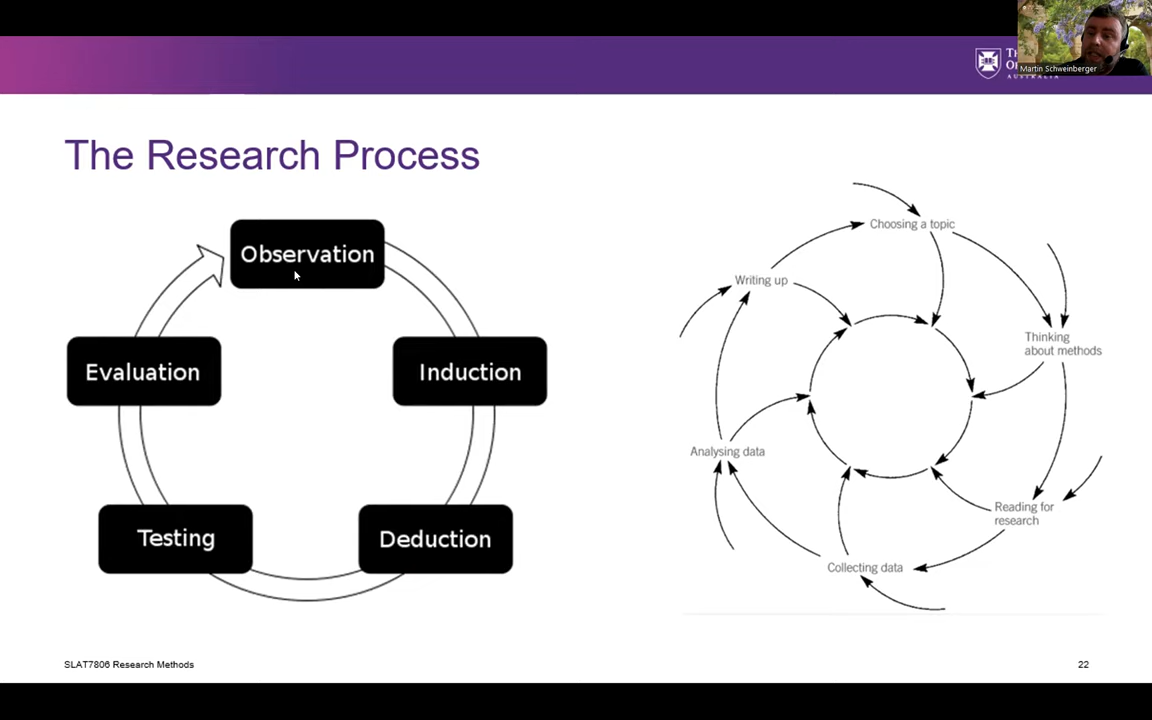 Martin Schweinberger
AUSTRALIA
The Research Process
Observation
Induction
Deduction
Testing
Evaluation
Choosing a topic
Thinking
about methods
Reading for
research
Collecting data
Analysing data
Writing up
SLAT7806 Research Methods
22